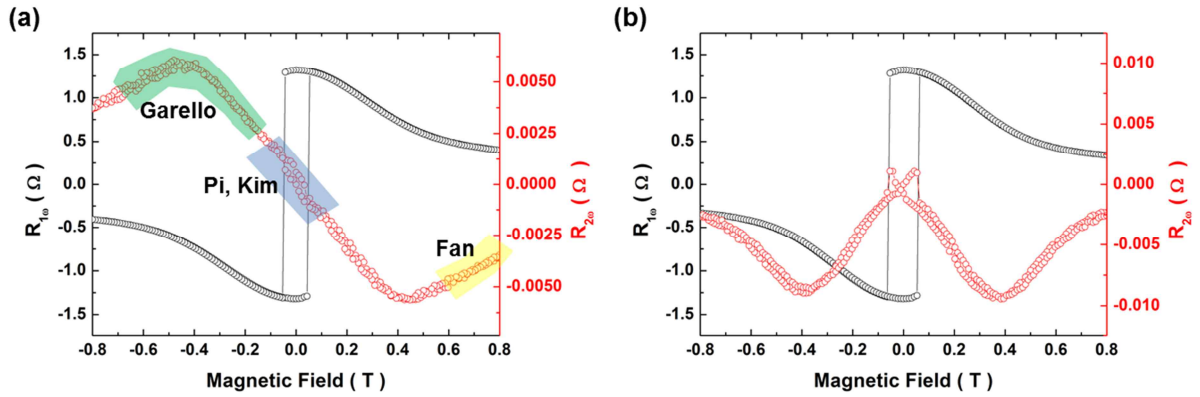 (a)
1.5
1.0
0.5
0.0
-0.5
-1.0
-1.5
R1ω ( Ω )
-0.8 -0.6 -0.4 -0.2 0.0 0.2 0.4 0.6 0.8
Magnetic Field ( T )
0.0050
0.0025
0.0000
-0.0025
-0.0050
R2ω ( Ω )
Garello
Pi, Kim
Fan
(b)
1.5
1.0
0.5
0.0
-0.5
-1.0
-1.5
R1ω ( Ω )
-0.8 -0.6 -0.4 -0.2 0.0 0.2 0.4 0.6 0.8
Magnetic Field ( T )
0.010
0.005
0.000
-0.005
-0.010
R2ω ( Ω )